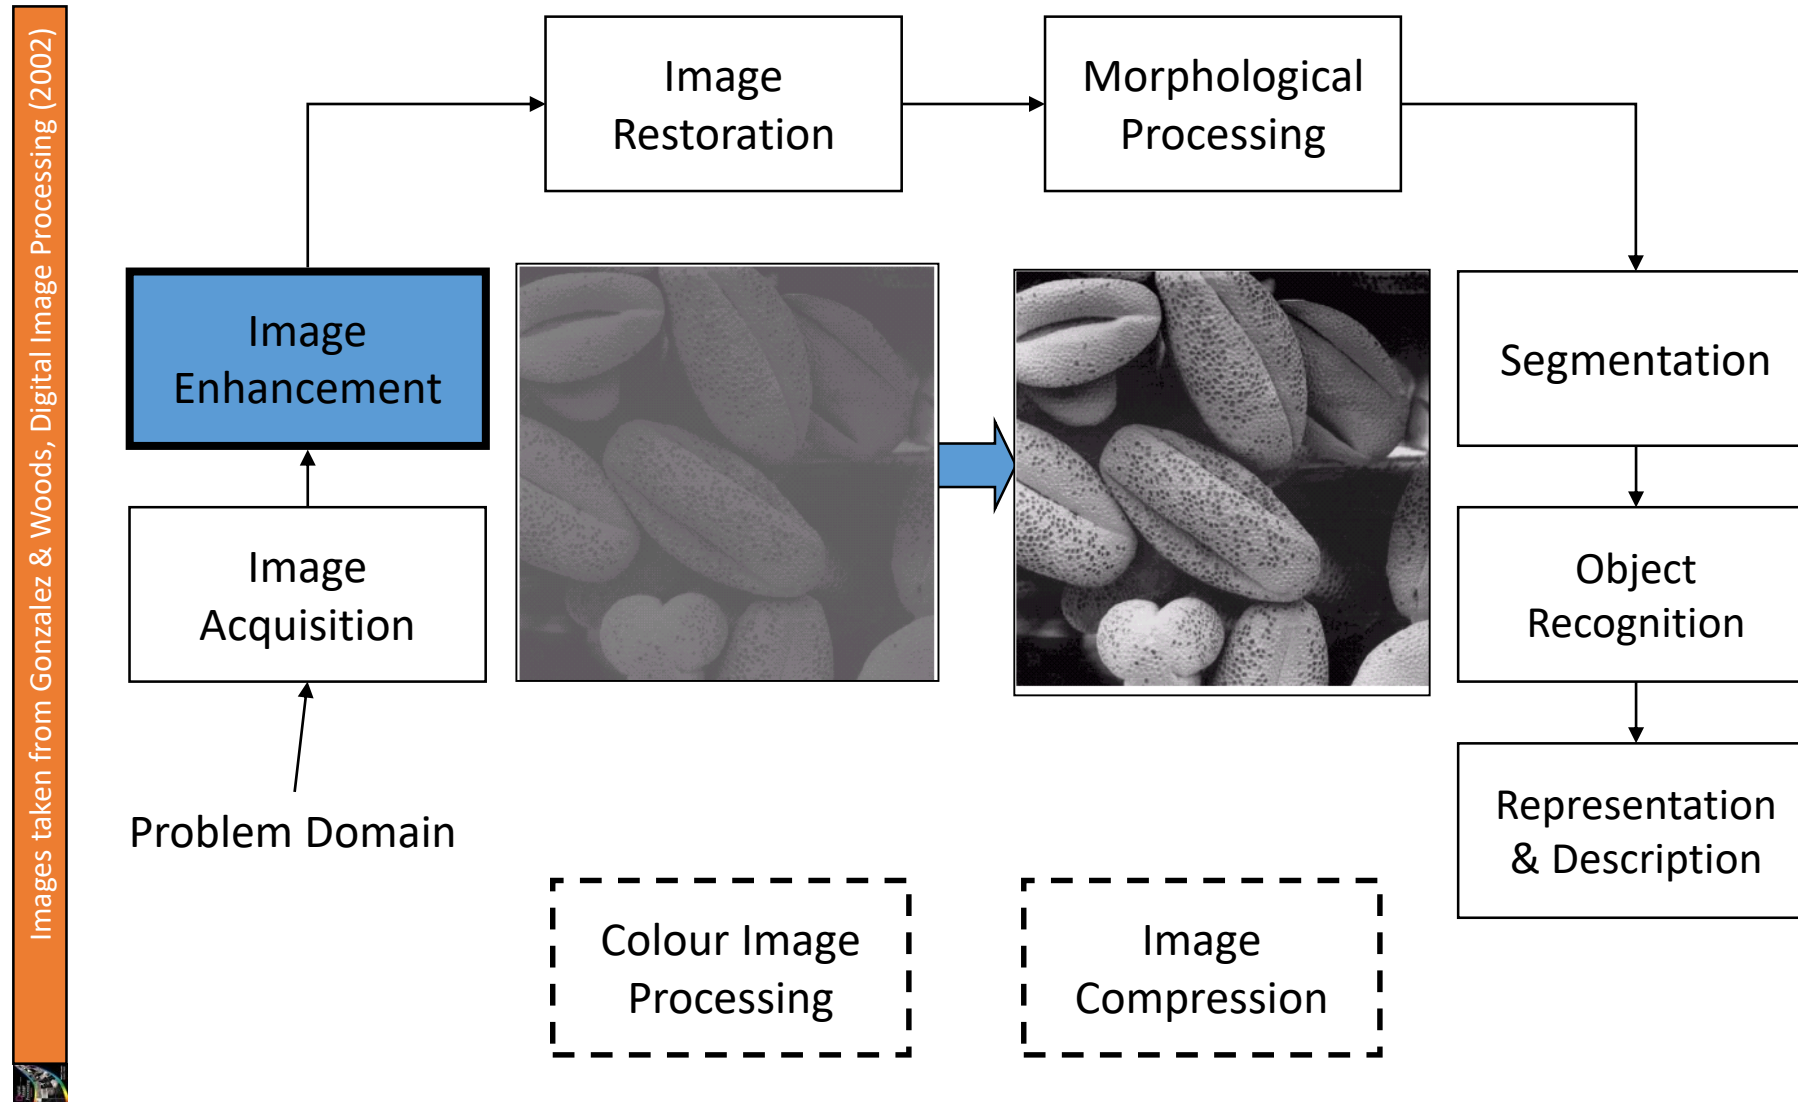 Images taken from Gonzalez & Woods, Digital Image Processing (2002)
Image
Restoration
Morphological
Processing
Image
Enhancement
Segmentation
Image
Acquisition
Object
Recognition
Problem Domain
Representation
& Description
Colour Image
Processing
Image
Compression